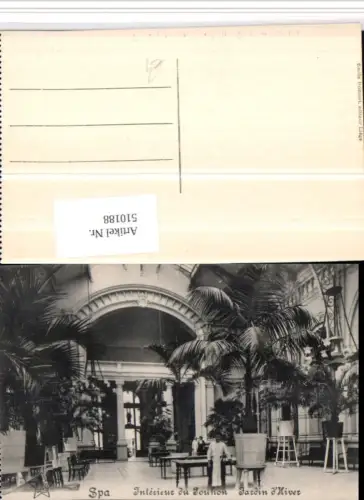 Artikel Nr.
510188
Spa Intérieur du Pouhon Jardin d'Hiver